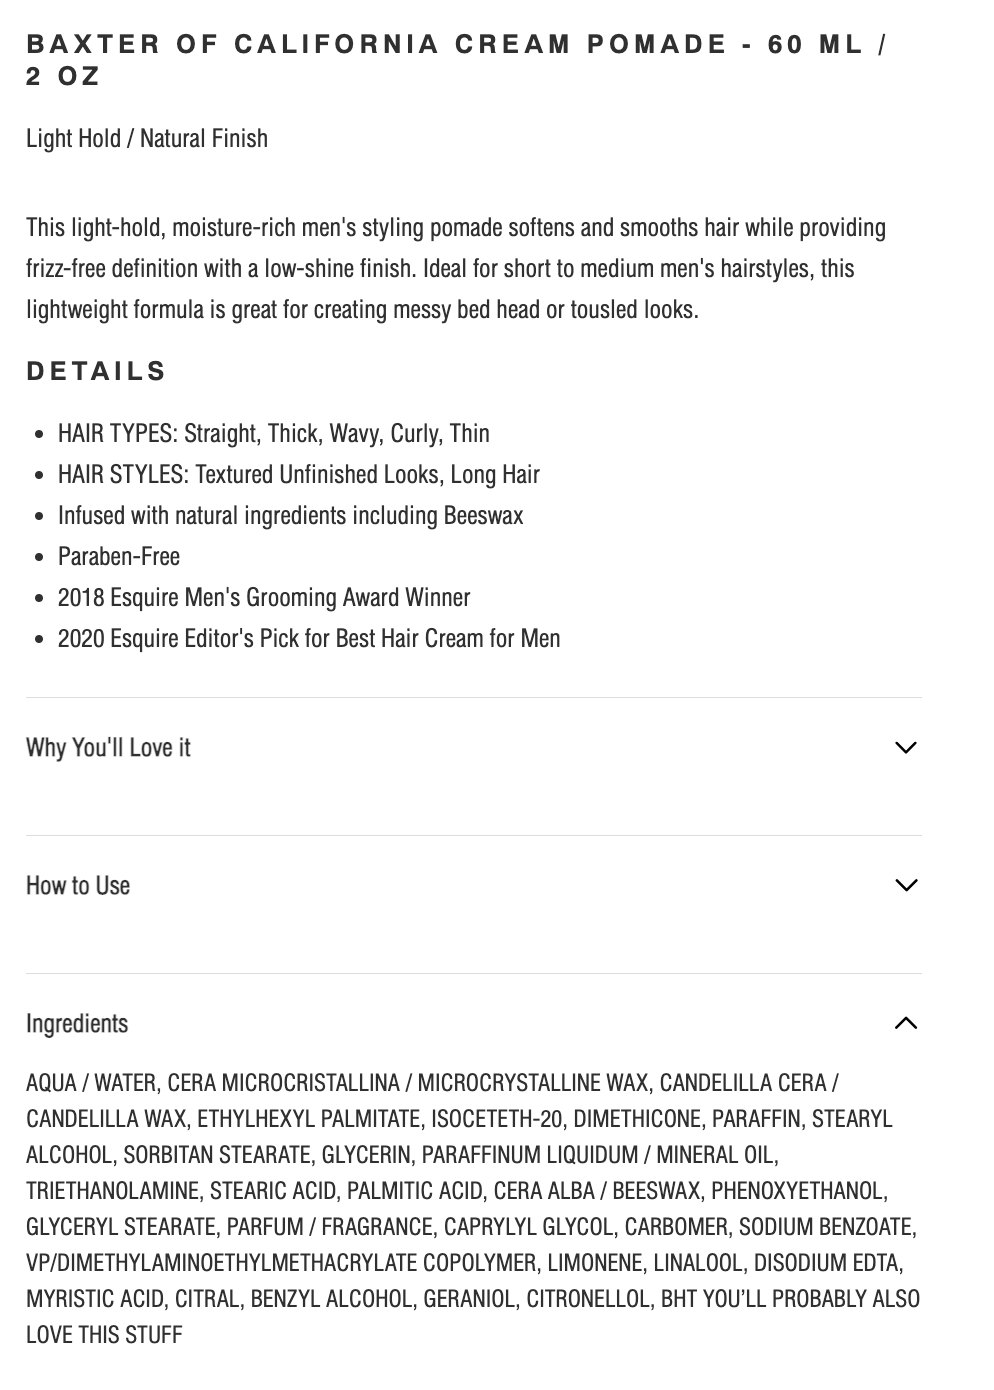 BAXTER OF CALIFORNIA CREAM POMADE - 60 ML /
2 OZ
Light Hold / Natural Finish
This light-hold, moisture-rich men's styling pomade softens and smooths hair while providing
frizz-free definition with a low-shine finish. Ideal for short to medium men's hairstyles, this
lightweight formula is great for creating messy bed head or tousled looks.
DETAILS
• HAIR TYPES: Straight, Thick, Wavy, Curly, Thin
• HAIR STYLES: Textured Unfinished Looks, Long Hair
• Infused with natural ingredients including Beeswax
• Paraben-Free
• 2018 Esquire Men's Grooming Award Winner
• 2020 Esquire Editor's Pick for Best Hair Cream for Men
Why You'll Love it
How to Use
Ingredients
AQUA / WATER, CERA MICROCRISTALLINA / MICROCRYSTALLINE WAX, CANDELILLA CERA /
CANDELILLA WAX, ETHYLHEXYL PALMITATE, ISOCETETH-20, DIMETHICONE, PARAFFIN, STEARYL
ALCOHOL, SORBITAN STEARATE, GLYCERIN, PARAFFINUM LIQUIDUM / MINERAL OIL,
TRIETHANOLAMINE, STEARIC ACID, PALMITIC ACID, CERA ALBA / BEESWAX, PHENOXYETHANOL,
GLYCERYL STEARATE, PARFUM / FRAGRANCE, CAPRYLYL GLYCOL, CARBOMER, SODIUM BENZOATE,
VP/DIMETHYLAMINOETHYLMETHACRYLATE COPOLYMER, LIMONENE, LINALOOL, DISODIUM EDTA,
MYRISTIC ACID, CITRAL, BENZYL ALCOHOL, GERANIOL, CITRONELLOL, BHT YOU’LL PROBABLY ALSO
LOVE THIS STUFF